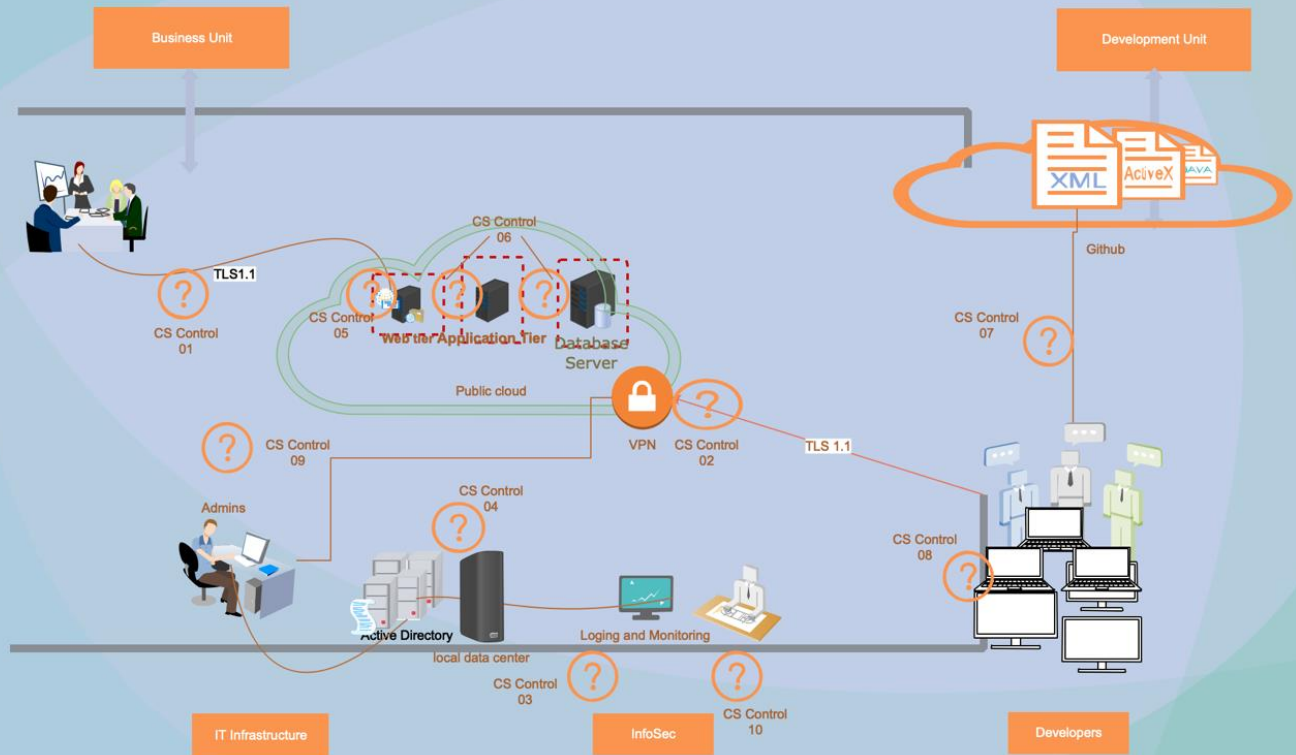 Business Unit
Development Unit
XML
ActiveX
JAVA
Github
TLS1.1
CS Control
01
CS Control
06
CS Control
05
Web tier
Application Tier
Database
Server
Public cloud
VPN
CS Control
02
TLS 1.1
CS Control
07
CS Control
09
Admins
CS Control
04
CS Control
08
Active Directory
local data center
Loging and Monitoring
CS Control
03
CS Control
10
IT Infrastructure
InfoSec
Developers